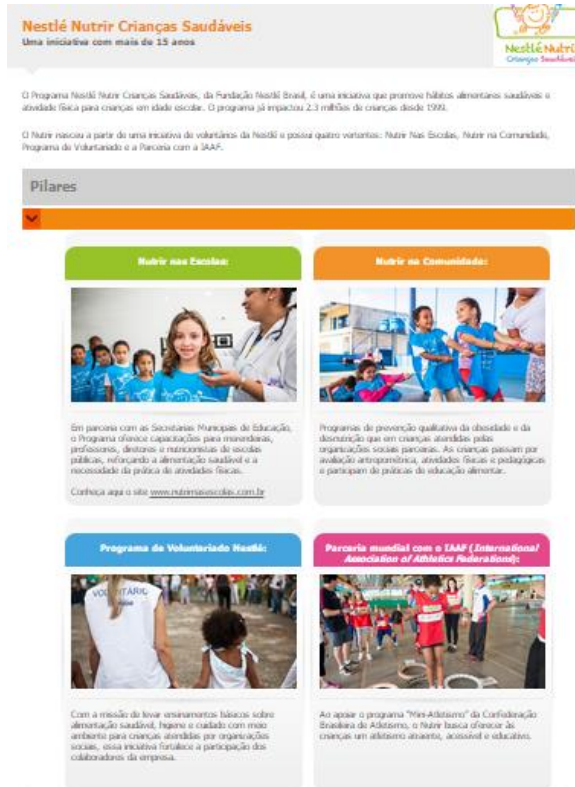 Nestlé Nutrir Crianças Saudáveis
Uma iniciativa com mais de 15 anos
Nestlé Nutri
Crianças Saudáveis
O Programa Nestlé Nutrir Crianças Saudáveis, da Fundação Nestlé Brasil, é uma iniciativa que promove hábitos alimentares saudáveis e
atividade física para crianças em idade escolar. O programa já impactou 2.3 milhões de crianças desde 1999.
O Nutrir nasceu a partir de uma iniciativa de voluntários da Nestlé e possui quatro vertentes: Nutrir Nas Escolas, Nutrir na Comunidade,
Programa de Voluntariado e a Parceria com a IAAF.
Pilares
Nutrir nas Escolas:
Em parceria com as Secretarias Municipais de Educação,
o Programa oferece capacitações para merendeiras,
professores, diretores e nutricionistas de escolas
públicas, reforçando a alimentação saudável e a
necessidade da prática de atividades físicas.
Conheça aqui o site www.nutrirnasescolas.com.br
Nutrir na Comunidade:
Programas de prevenção qualitativa da obesidade e da
desnutrição que em crianças atendidas pelas
organizações sociais parceiras. As crianças passam por
avaliação antropométrica, atividades físicas e pedagógicas
e participam de práticas de educação alimentar.
Programa de Voluntariado Nestlé:
VOLUNTÁRIO
Com a missão de levar ensinamentos básicos sobre
alimentação saudável, higiene e cuidado com meio
ambiente para crianças atendidas por organizações
sociais, essa iniciativa fortalece a participação dos
colaboradores da empresa.
Parceria mundial com o IAAF (International
Association of Athletics Federations):
Ao apoiar o programa "Mini-Atletismo" da Confederação
Brasileira de Atletismo, o Nutrir busca oferecer às
crianças um atletismo atraente, acessível e educativo.